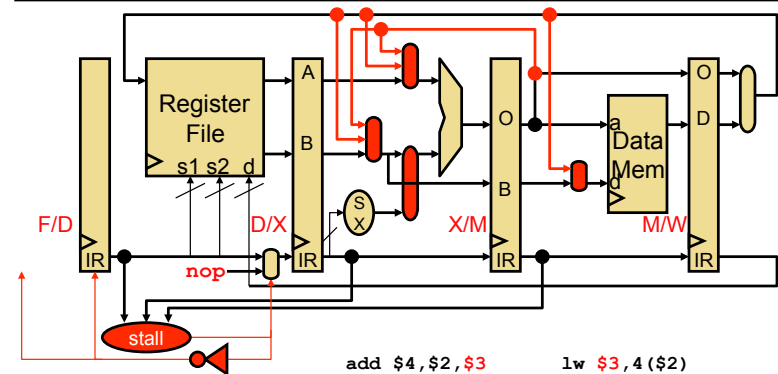 A
O
O
Register
File
B
a
Data
Mem
D
s1 s2 d
S
X
B
d
F/D
D/X
X/M
M/W
IR
IR
IR
IR
nop
stall
add $4,$2,$3
lw $3,4($2)